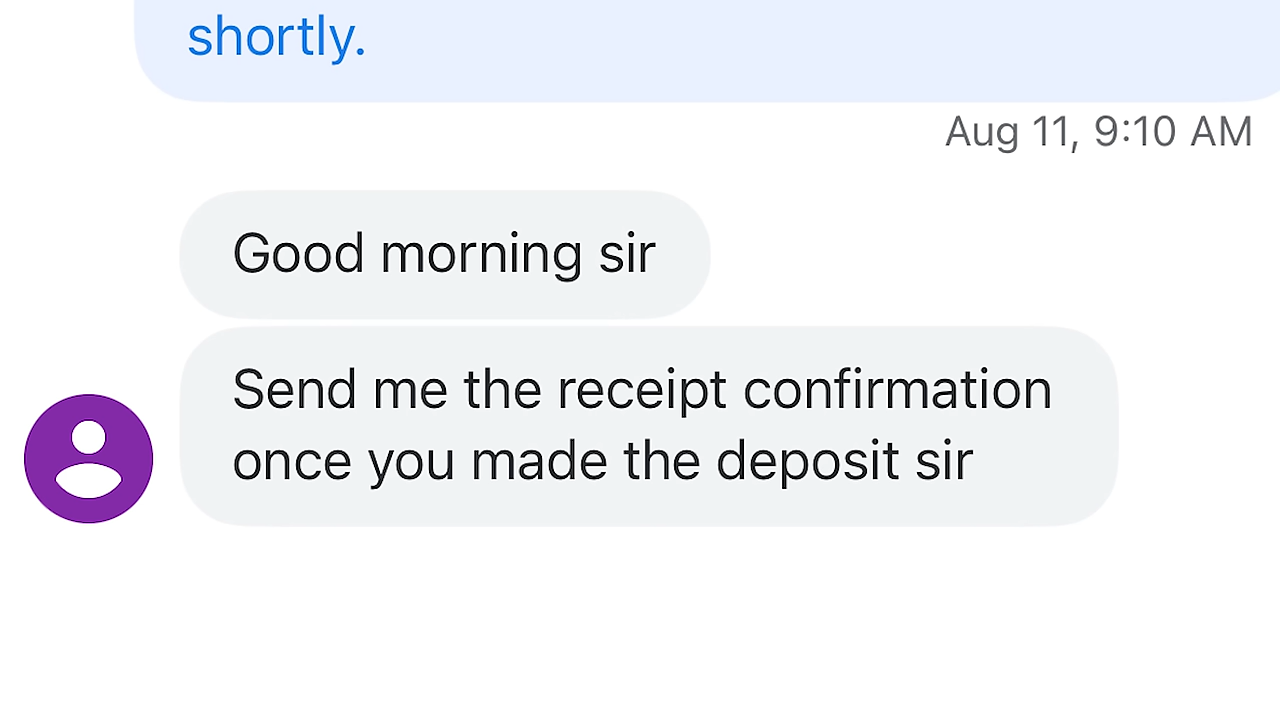 shortly.
Aug 11, 9:10 AM
Good morning sir
Send me the receipt confirmation
once you made the deposit sir